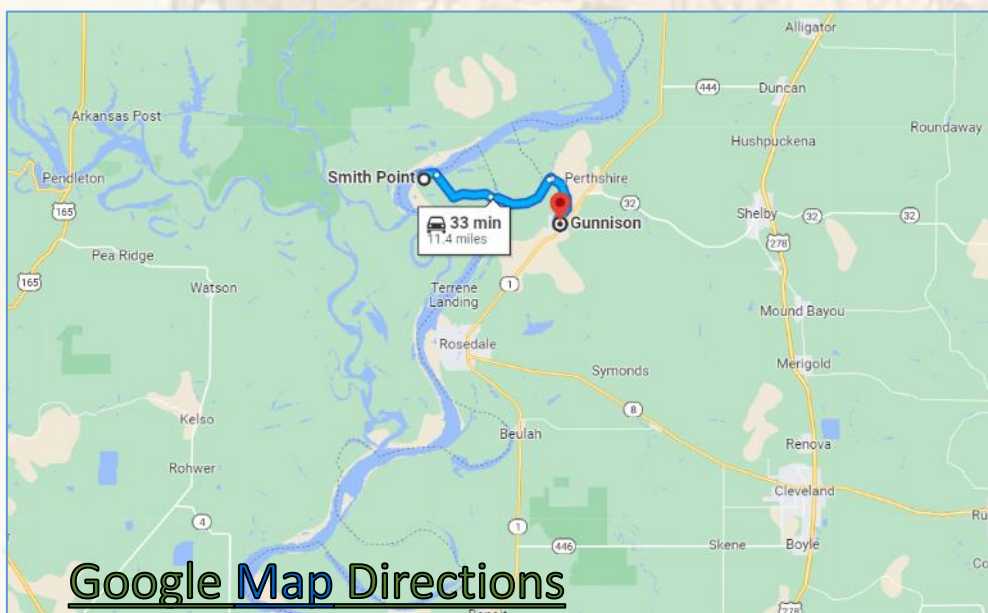 Alligator
444
Duncan
Arkansas Post
Roundaway
Hushpuckena
Smith Point
Pendleton
Perthshire
165
32
33 min
11.4 miles
Gunnison
Shelby
32
32
278
Pea Ridge
165
Watson
1
Terrene
Landing
Mound Bayou
Rosedale
Merigold
Symonds
8
Kelso
Beulah
Renova
Rohwer
Cleveland
4
1
446
Skene
Boyle
Google Map Directions
278